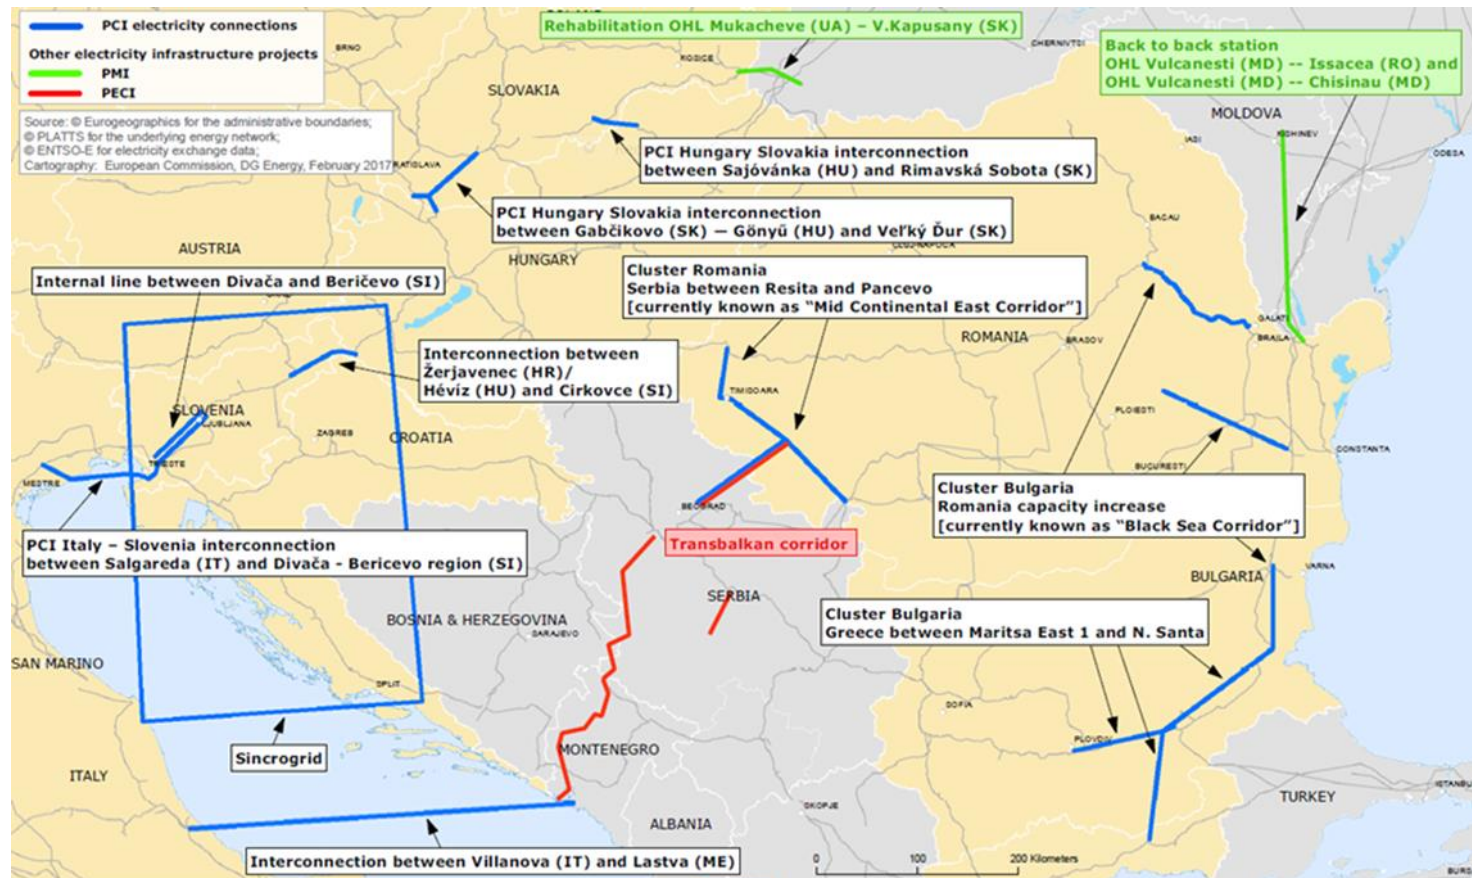 PCI electricity connections
Other electricity infrastructure projects
PMI
PECI
Source: © Eurogeographics for the administrative boundaries;
© PLATTS for the underlying energy network;
© ENTSO-E for electricity exchange data;
Cartography: European Commission, DG Energy, February 2017
Rehabilitation OHL Mukacheve (UA) – V.Kapusany (SK)
Back to back station
OHL Vulcanesti (MD) -- Issacea (RO) and
OHL Vulcanesti (MD) -- Chisinau (MD)
BRNO
ROSICE
CHERNIVTSI
SLOVAKIA
MOLDOVA
KISHINEV
IASI
ODESA
RATISLAVA
PCI Hungary Slovakia interconnection
between Sajóvánka (HU) and Rimavská Sobota (SK)
PCI Hungary Slovakia interconnection
between Gabčikovo (SK) — Gönyű (HU) and Veľký Ďur (SK)
BACAU
CLUJ-NAPOCA
AUSTRIA
HUNGARY
Internal line between Divača and Beričevo (SI)
Cluster Romania
Serbia between Resita and Pancevo
[currently known as “Mid Continental East Corridor”]
GALATI
BRAILA
ROMANIA
BRASOV
Interconnection between
Žerjavenec (HR)/
Hévíz (HU) and Cirkovce (SI)
TIMISOARA
PLOIESTI
SLOVENIA
LJUBLJANA
ZAGREB
CROATIA
TRIESTE
MESTRE
CONSTANTA
BUCURESTI
Cluster Bulgaria
Romania capacity increase
[currently known as “Black Sea Corridor”]
BEOGRAD
Transbalkan corridor
PCI Italy – Slovenia interconnection
between Salgareda (IT) and Divača - Bericevo region (SI)
BULGARIA
VARNA
SERBIA
BOSNIA & HERZEGOVINA
SARAJEVO
Cluster Bulgaria
Greece between Maritsa East 1 and N. Santa
SAN MARINO
SPLIT
SOFIA
PLOVDIV
Sincrogrid
MONTENEGRO
ITALY
ISTANBU
TURKEY
SKOPJE
ALBANIA
Interconnection between Villanova (IT) and Lastva (ME)
0 100 200 Kilometers
BURS